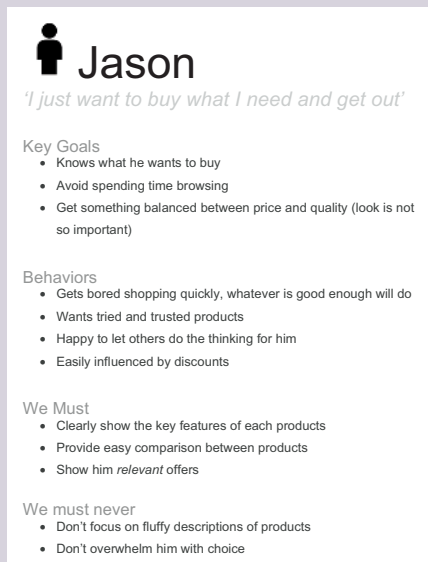 Jason
‘I just want to buy what I need and get out’
Key Goals
• Knows what he wants to buy
• Avoid spending time browsing
• Get something balanced between price and quality (look is not
so important)
Behaviors
• Gets bored shopping quickly, whatever is good enough will do
• Wants tried and trusted products
• Happy to let others do the thinking for him
• Easily influenced by discounts
We Must
• Clearly show the key features of each products
• Provide easy comparison between products
• Show him relevant offers
We must never
• Don’t focus on fluffy descriptions of products
• Don’t overwhelm him with choice